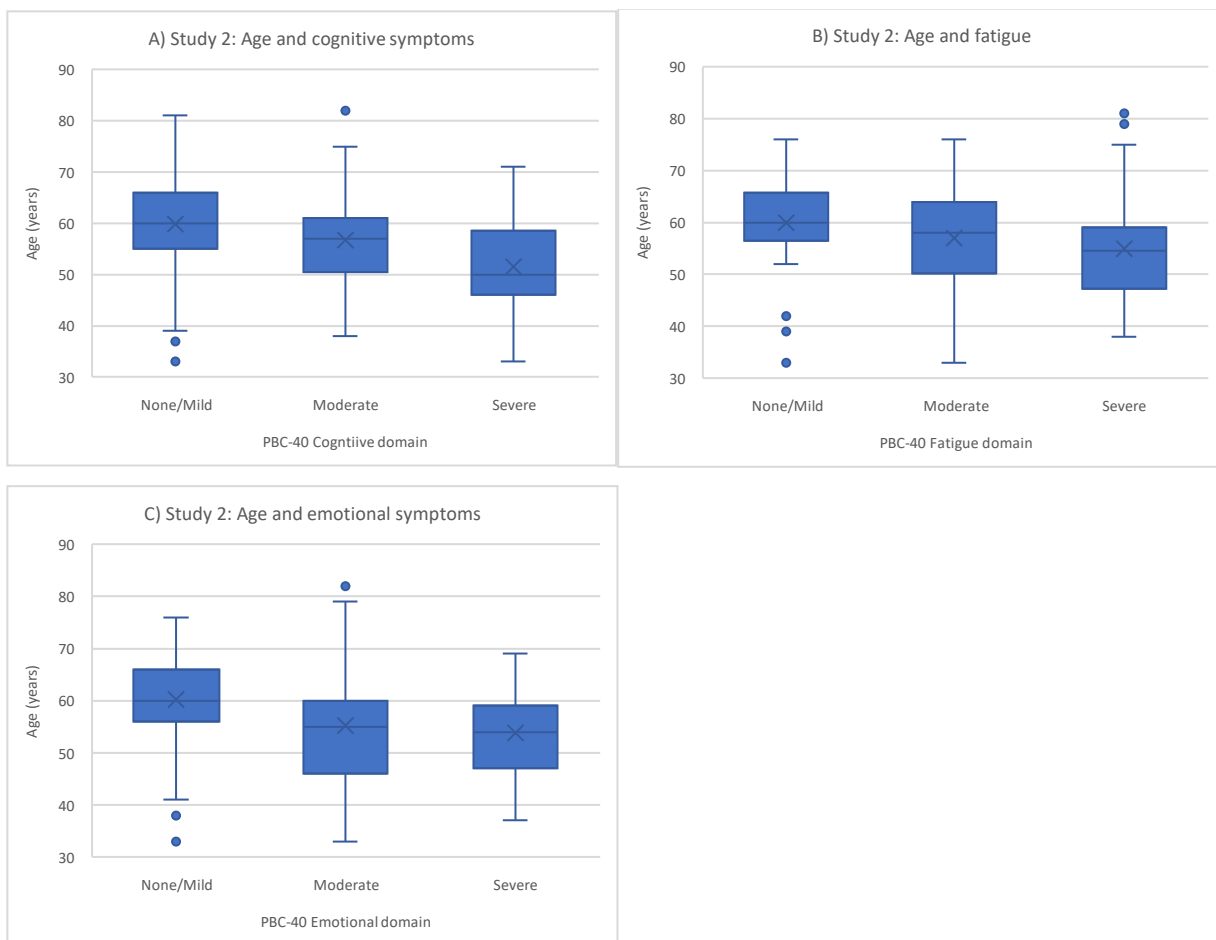 A) Study 2: Age and cognitive symptoms
90
80
70
60
50
40
30
Age (years)
None/Mild Moderate Severe
PBC-40 Cogntiive domain
B) Study 2: Age and fatigue
90
80
70
60
50
40
30
Age (years)
None/Mild Moderate Severe
PBC-40 Fatigue domain
C) Study 2: Age and emotional symptoms
90
80
70
60
50
40
30
Age (years)
None/Mild Moderate Severe
PBC-40 Emotional domain